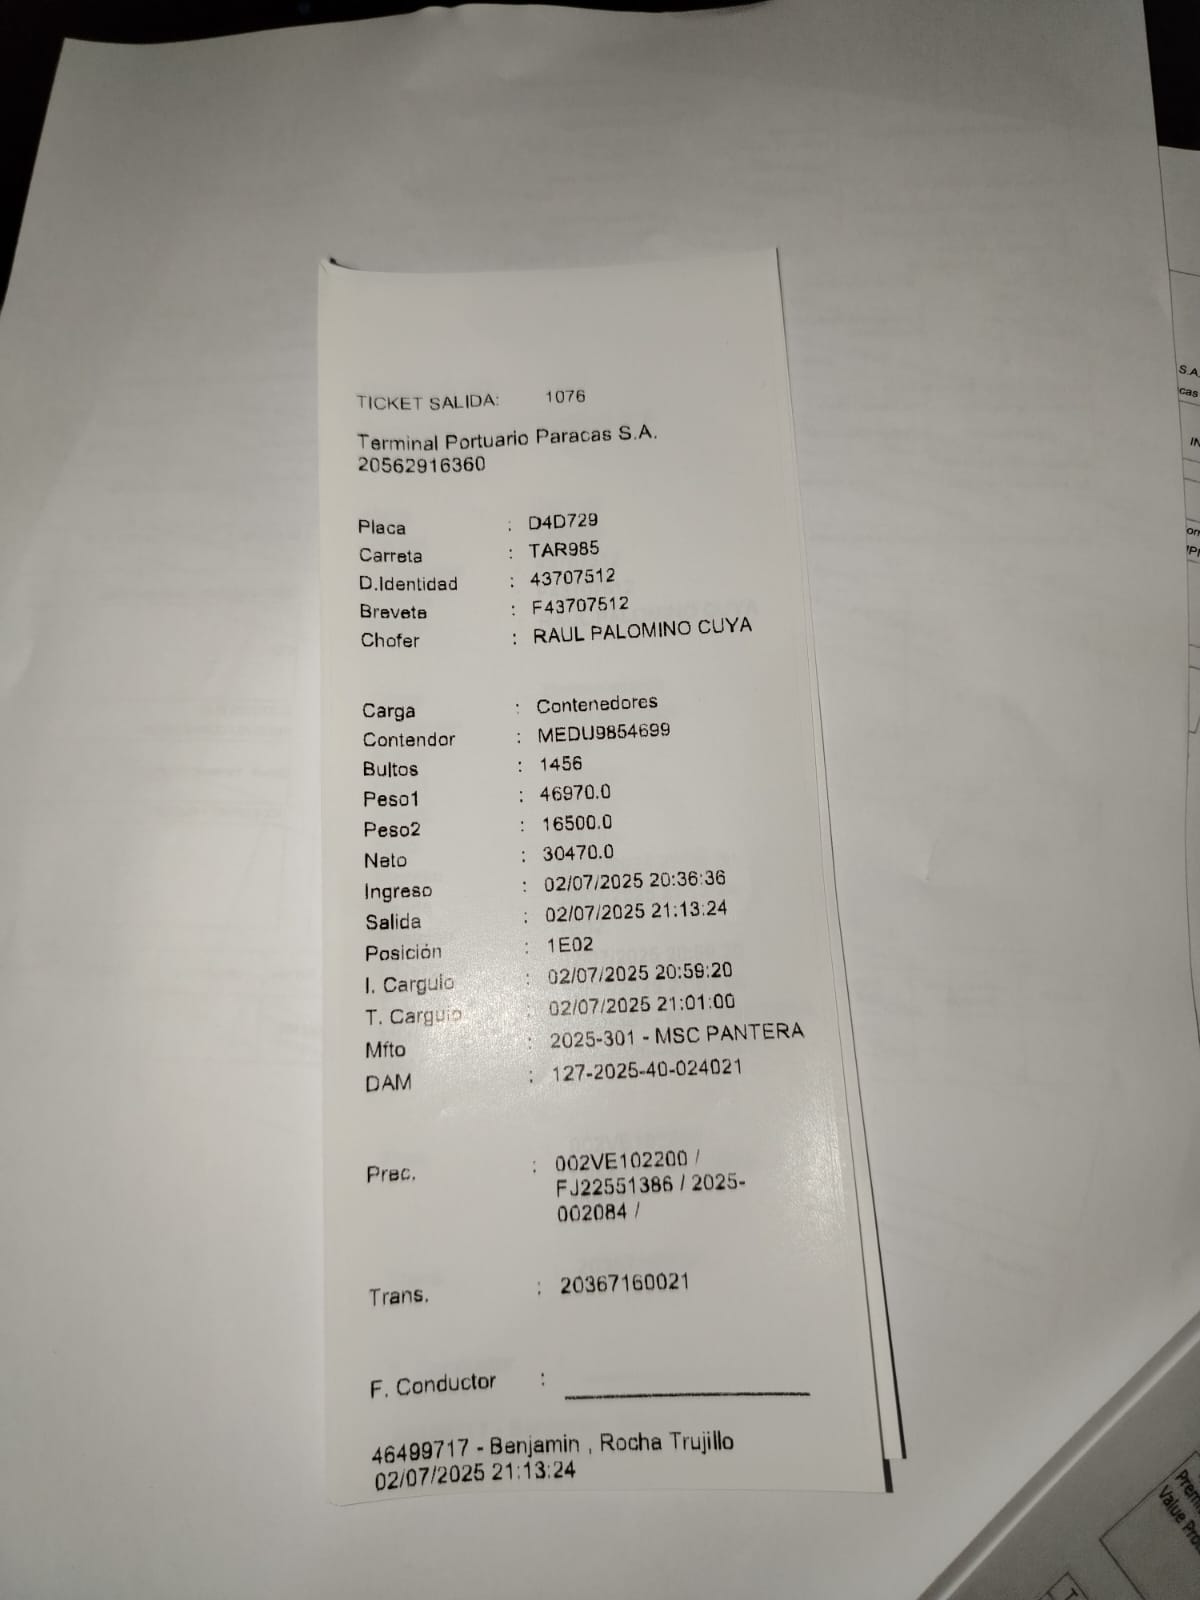 TICKET SALIDA: 1076
Terminal Portuario Paracas S.A.
20562916360
Placa : D4D729
Carreta : TAR985
D.Identidad : 43707512
Brevete : F43707512
Chofer : RAUL PALOMINO CUYA
Carga : Contenedores
Contendor : MEDU9854699
Bultos : 1456
Peso1 : 46970.0
Peso2 : 16500.0
Neto : 30470.0
Ingreso : 02/07/2025 20:36:36
Salida : 02/07/2025 21:13:24
Posición : 1E02
I. Carguio : 02/07/2025 20:59:20
T. Carguio : 02/07/2025 21:01:00
Mfto : 2025-301 - MSC PANTERA
DAM : 127-2025-40-024021
Prec. : 002VE102200 /
FJ22551386 / 2025-
002084 /
Trans. : 20367160021
F. Conductor :
46499717 - Benjamin , Rocha Trujillo
02/07/2025 21:13:24
S.A.
Value